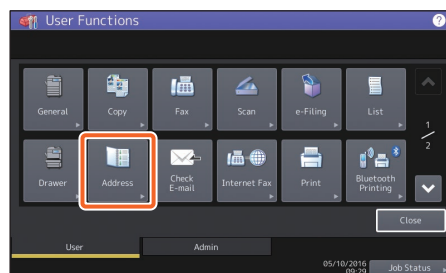 User Functions
?
General
Copy
Fax
Scan
e-Filing
List
1
2
Drawer
Address
Check
E-mail
Internet Fax
Print
Bluetooth
Printing
Close
User
Admin
05/10/2016
09:29
Job Status